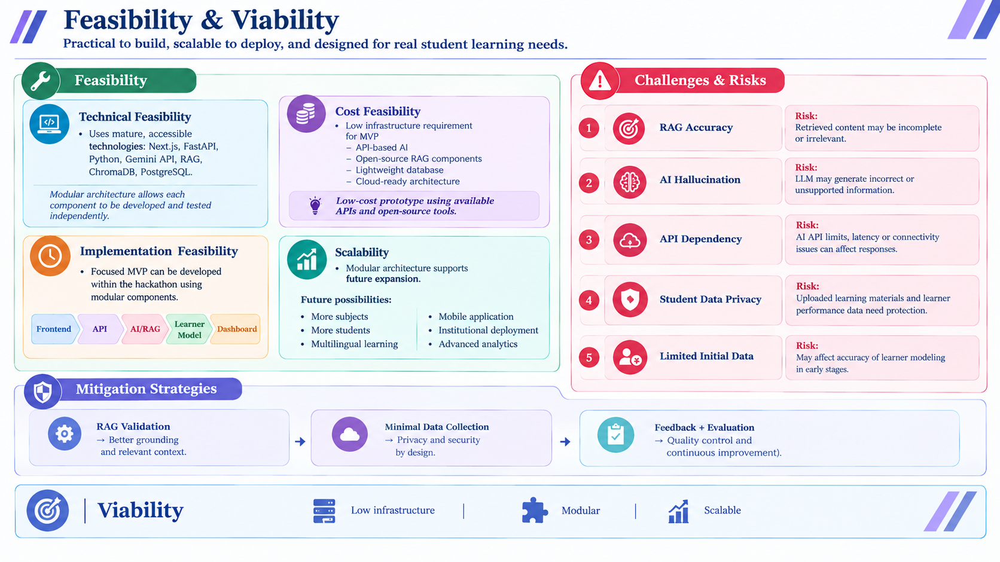 Feasibility & Viability
Practical to build, scalable to deploy, and designed for real student learning needs.
Feasibility
Technical Feasibility
• Uses mature, accessible
technologies: Next.js, FastAPI,
Python, Gemini API, RAG,
ChromaDB, PostgreSQL.
Modular architecture allows each
component to be developed and tested
independently.
Cost Feasibility
• Low infrastructure requirement
for MVP
– API-based AI
– Open-source RAG components
– Lightweight database
– Cloud-ready architecture
Low-cost prototype using available
APIs and open-source tools.
Implementation Feasibility
• Focused MVP can be developed
within the hackathon using
modular components.
Frontend
API
AI/RAG
Learner
Model
Dashboard
Scalability
• Modular architecture supports
future expansion.
Future possibilities:
• More subjects
• More students
• Multilingual learning
• Mobile application
• Institutional deployment
• Advanced analytics
Challenges & Risks
1
RAG Accuracy
Risk:
Retrieved content may be incomplete
or irrelevant.
2
AI Hallucination
Risk:
LLM may generate incorrect or
unsupported information.
3
API Dependency
Risk:
AI API limits, latency or connectivity
issues can affect responses.
4
Student Data Privacy
Risk:
Uploaded learning materials and learner
performance data need protection.
5
Limited Initial Data
Risk:
May affect accuracy of learner modeling
in early stages.
Mitigation Strategies
RAG Validation
→ Better grounding
and relevant context.
Minimal Data Collection
→ Privacy and security
by design.
Feedback + Evaluation
→ Quality control and
continuous improvement).
Viability
Low infrastructure
Modular
Scalable